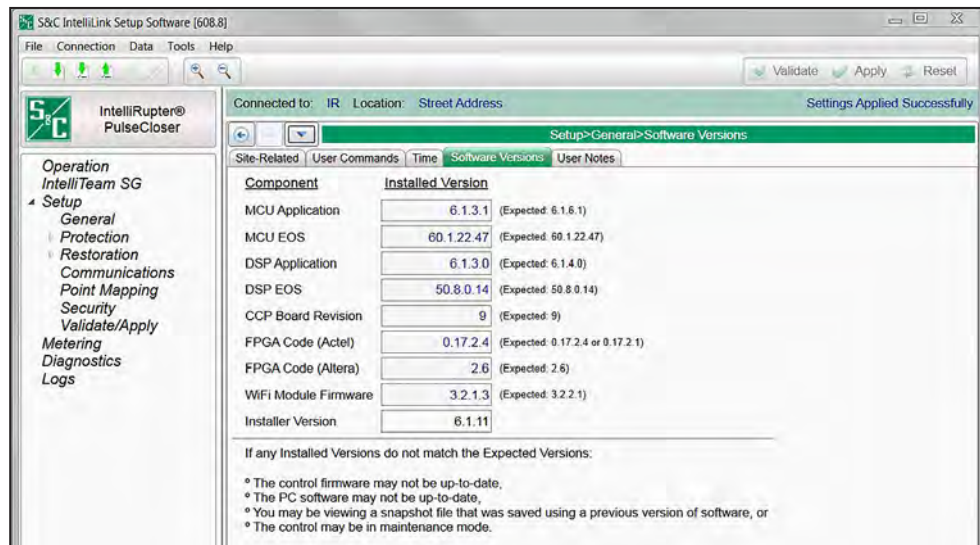 S&C IntelliLink Setup Software [608.8]
File Connection Data Tools Help
Validate Apply Reset
S&C
IntelliRupter®
PulseCloser
Connected to: IR Location: Street Address Settings Applied Successfully
Setup>General>Software Versions
Site-Related User Commands Time Software Versions User Notes
Operation
IntelliTeam SG
Setup
General
Protection
Restoration
Communications
Point Mapping
Security
Validate/Apply
Metering
Diagnostics
Logs
Component Installed Version
MCU Application 6.1.3.1 (Expected: 6.1.6.1)
MCU EOS 60.1.22.47 (Expected: 60.1.22.47)
DSP Application 6.1.3.0 (Expected: 6.1.4.0)
DSP EOS 50.8.0.14 (Expected: 50.8.0.14)
CCP Board Revision 9 (Expected: 9)
FPGA Code (Actel) 0.17.2.4 (Expected: 0.17.2.4 or 0.17.2.1)
FPGA Code (Altera) 2.6 (Expected: 2.6)
WiFi Module Firmware 3.2.1.3 (Expected: 3.2.2.1)
Installer Version 6.1.11
If any Installed Versions do not match the Expected Versions:
º The control firmware may not be up-to-date,
º The PC software may not be up-to-date,
º You may be viewing a snapshot file that was saved using a previous version of software, or
º The control may be in maintenance mode.